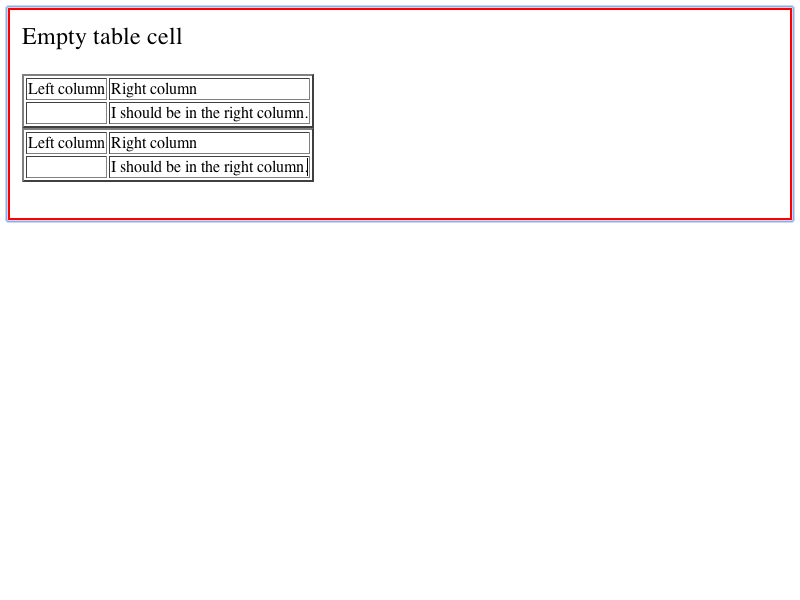 Empty table cell
Left column Right column
I should be in the right column.
Left column Right column
I should be in the right column.